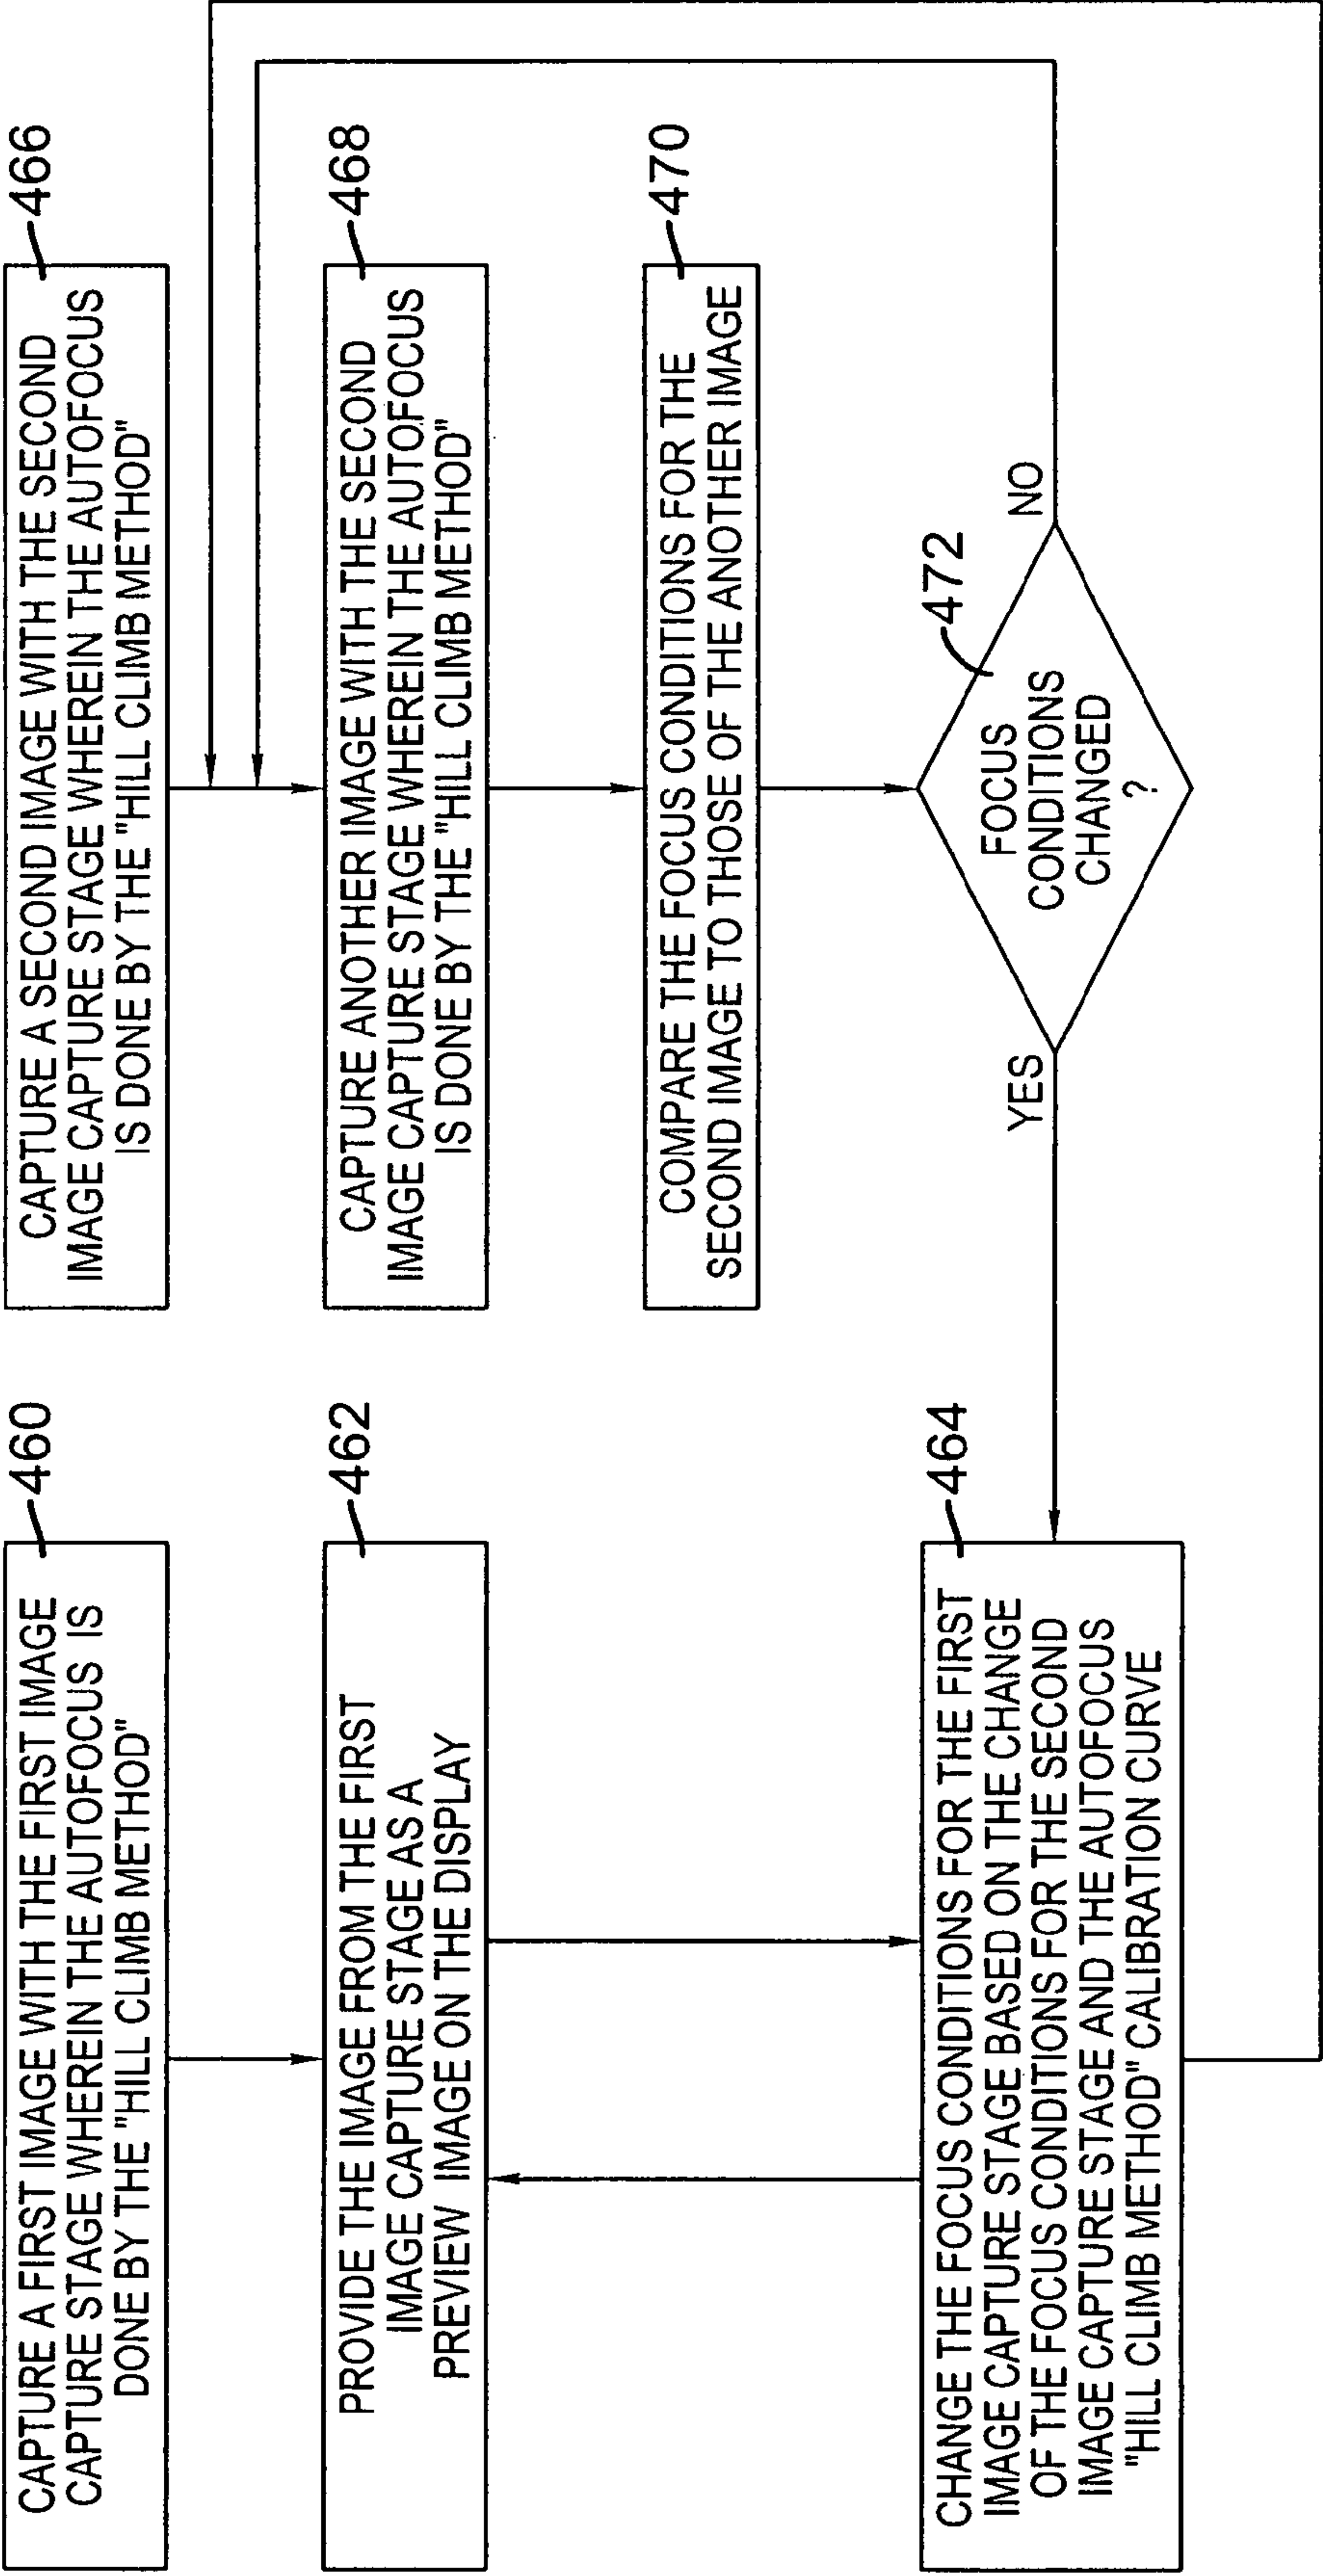 460
CAPTURE A FIRST IMAGE WITH THE FIRST IMAGE
CAPTURE STAGE WHEREIN THE AUTOFOCUS IS
DONE BY THE "HILL CLIMB METHOD"
462
PROVIDE THE IMAGE FROM THE FIRST
IMAGE CAPTURE STAGE AS A
PREVIEW IMAGE ON THE DISPLAY
464
CHANGE THE FOCUS CONDITIONS FOR THE FIRST
IMAGE CAPTURE STAGE BASED ON THE CHANGE
OF THE FOCUS CONDITIONS FOR THE SECOND
IMAGE CAPTURE STAGE AND THE AUTOFOCUS
"HILL CLIMB METHOD" CALIBRATION CURVE
466
CAPTURE A SECOND IMAGE WITH THE SECOND
IMAGE CAPTURE STAGE WHEREIN THE AUTOFOCUS
IS DONE BY THE "HILL CLIMB METHOD"
468
CAPTURE ANOTHER IMAGE WITH THE SECOND
IMAGE CAPTURE STAGE WHEREIN THE AUTOFOCUS
IS DONE BY THE "HILL CLIMB METHOD"
470
COMPARE THE FOCUS CONDITIONS FOR THE
SECOND IMAGE TO THOSE OF THE ANOTHER IMAGE
472
FOCUS
CONDITIONS
CHANGED
?
YES
NO